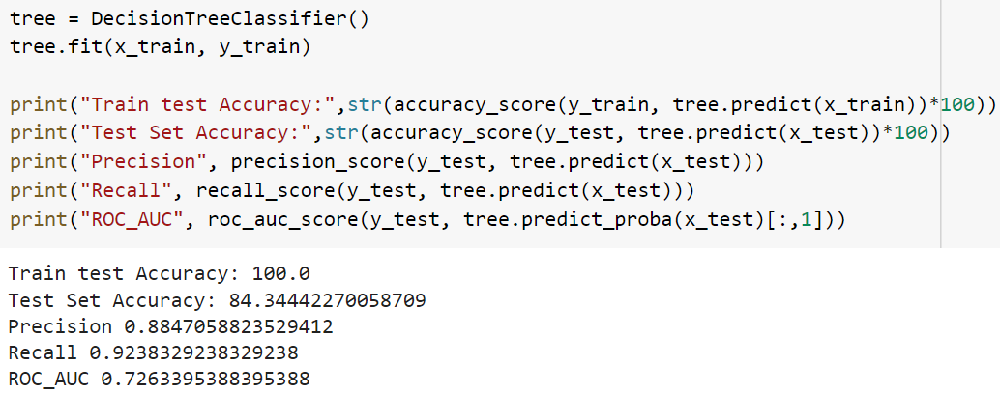 tree = DecisionTreeClassifier()
tree.fit(x_train, y_train)
print("Train test Accuracy:",str(accuracy_score(y_train, tree.predict(x_train))*100))
print("Test Set Accuracy:",str(accuracy_score(y_test, tree.predict(x_test))*100))
print("Precision", precision_score(y_test, tree.predict(x_test)))
print("Recall", recall_score(y_test, tree.predict(x_test)))
print("ROC_AUC", roc_auc_score(y_test, tree.predict_proba(x_test)[:,1]))
Train test Accuracy: 100.0
Test Set Accuracy: 84.34442270058709
Precision 0.8847058823529412
Recall 0.9238329238329238
ROC_AUC 0.7263395388395388